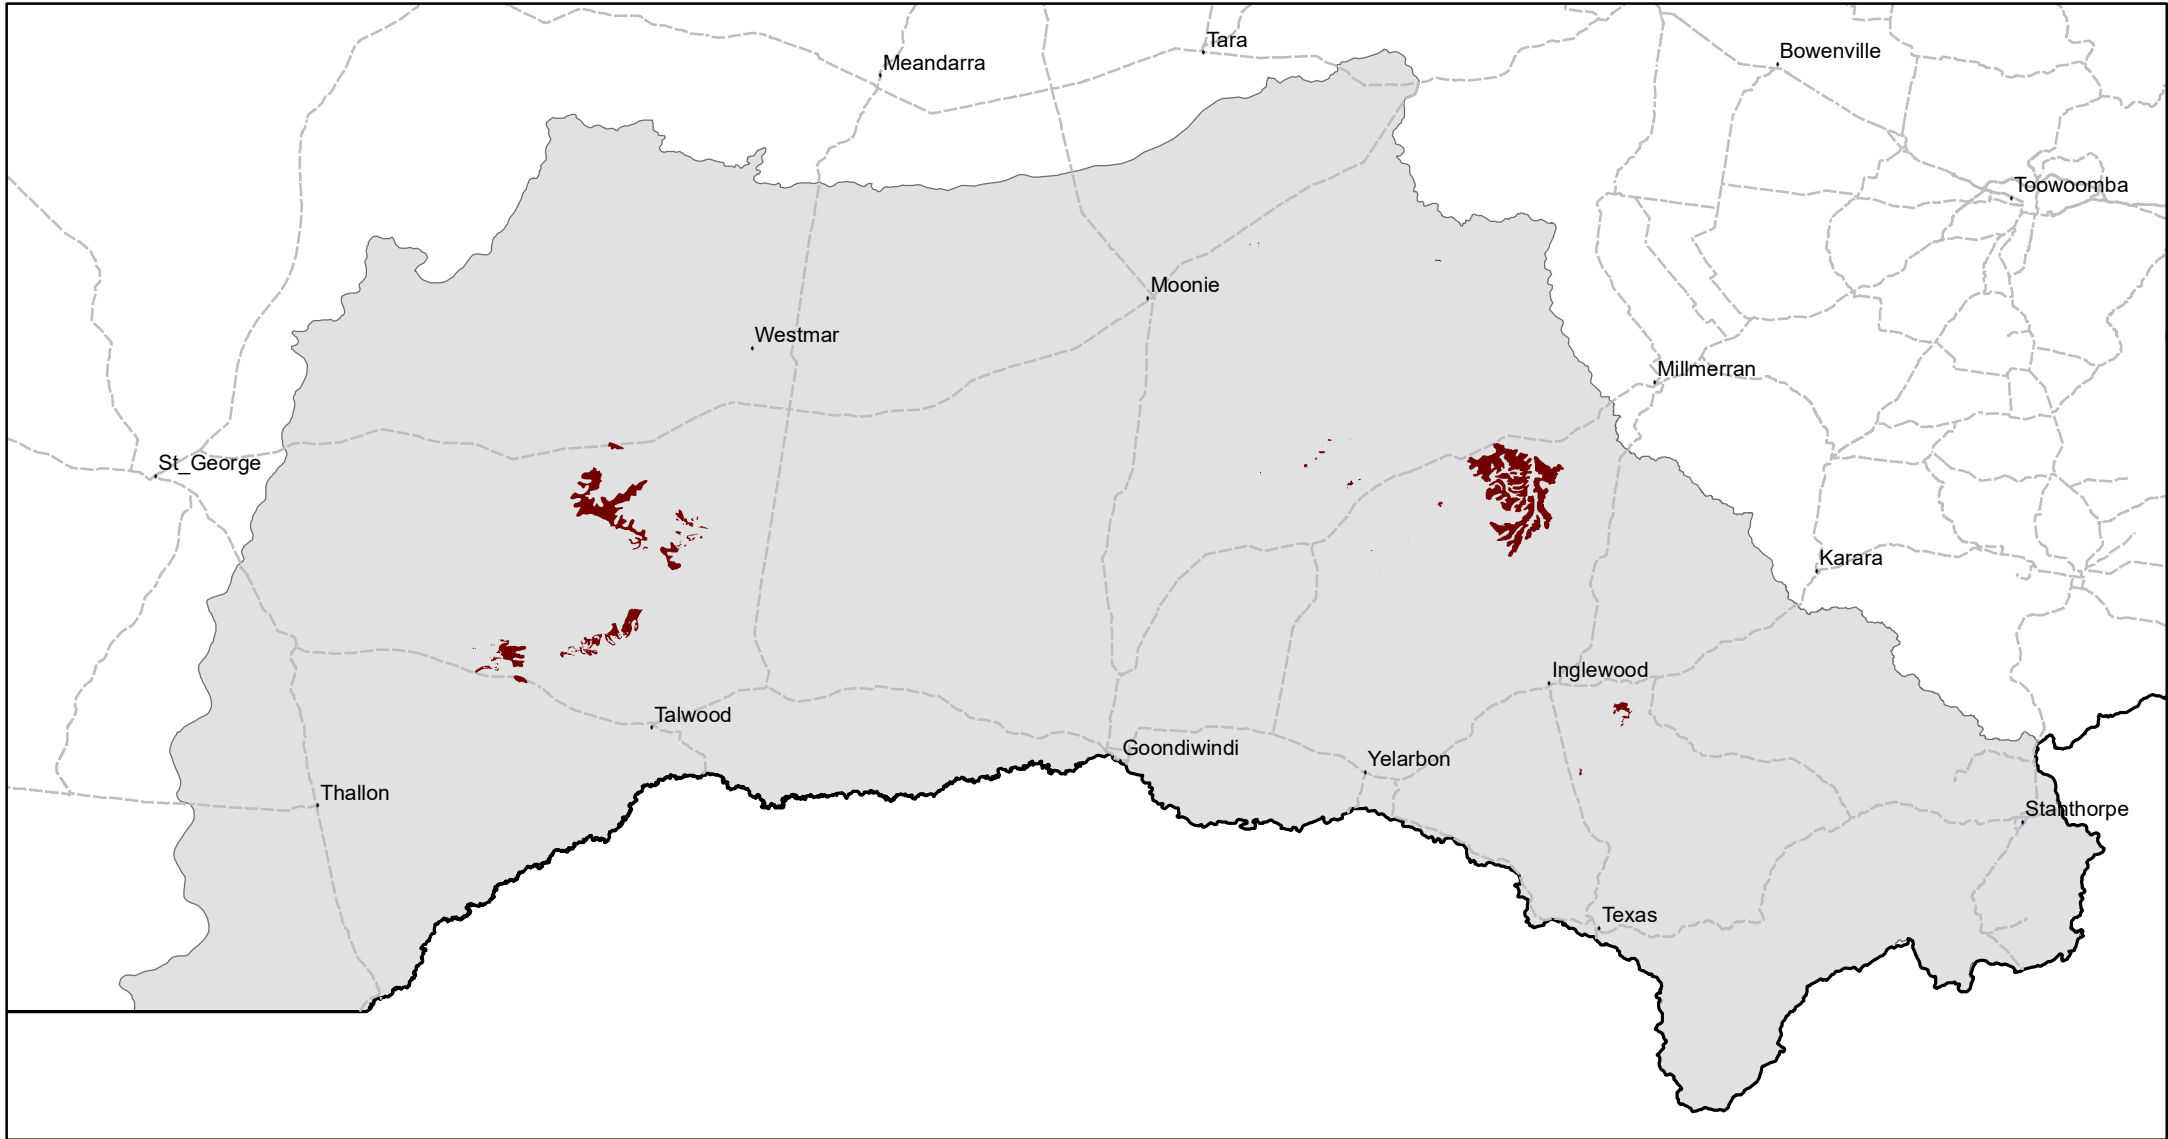 Tara
Bowenville
Meandarra
Toowoomba
Moonie
Westmar
Millmerran
St_George
Karara
Inglewood
Talwood
Goondiwindi
Yelarbon
Thallon
Stanthorpe
Texas